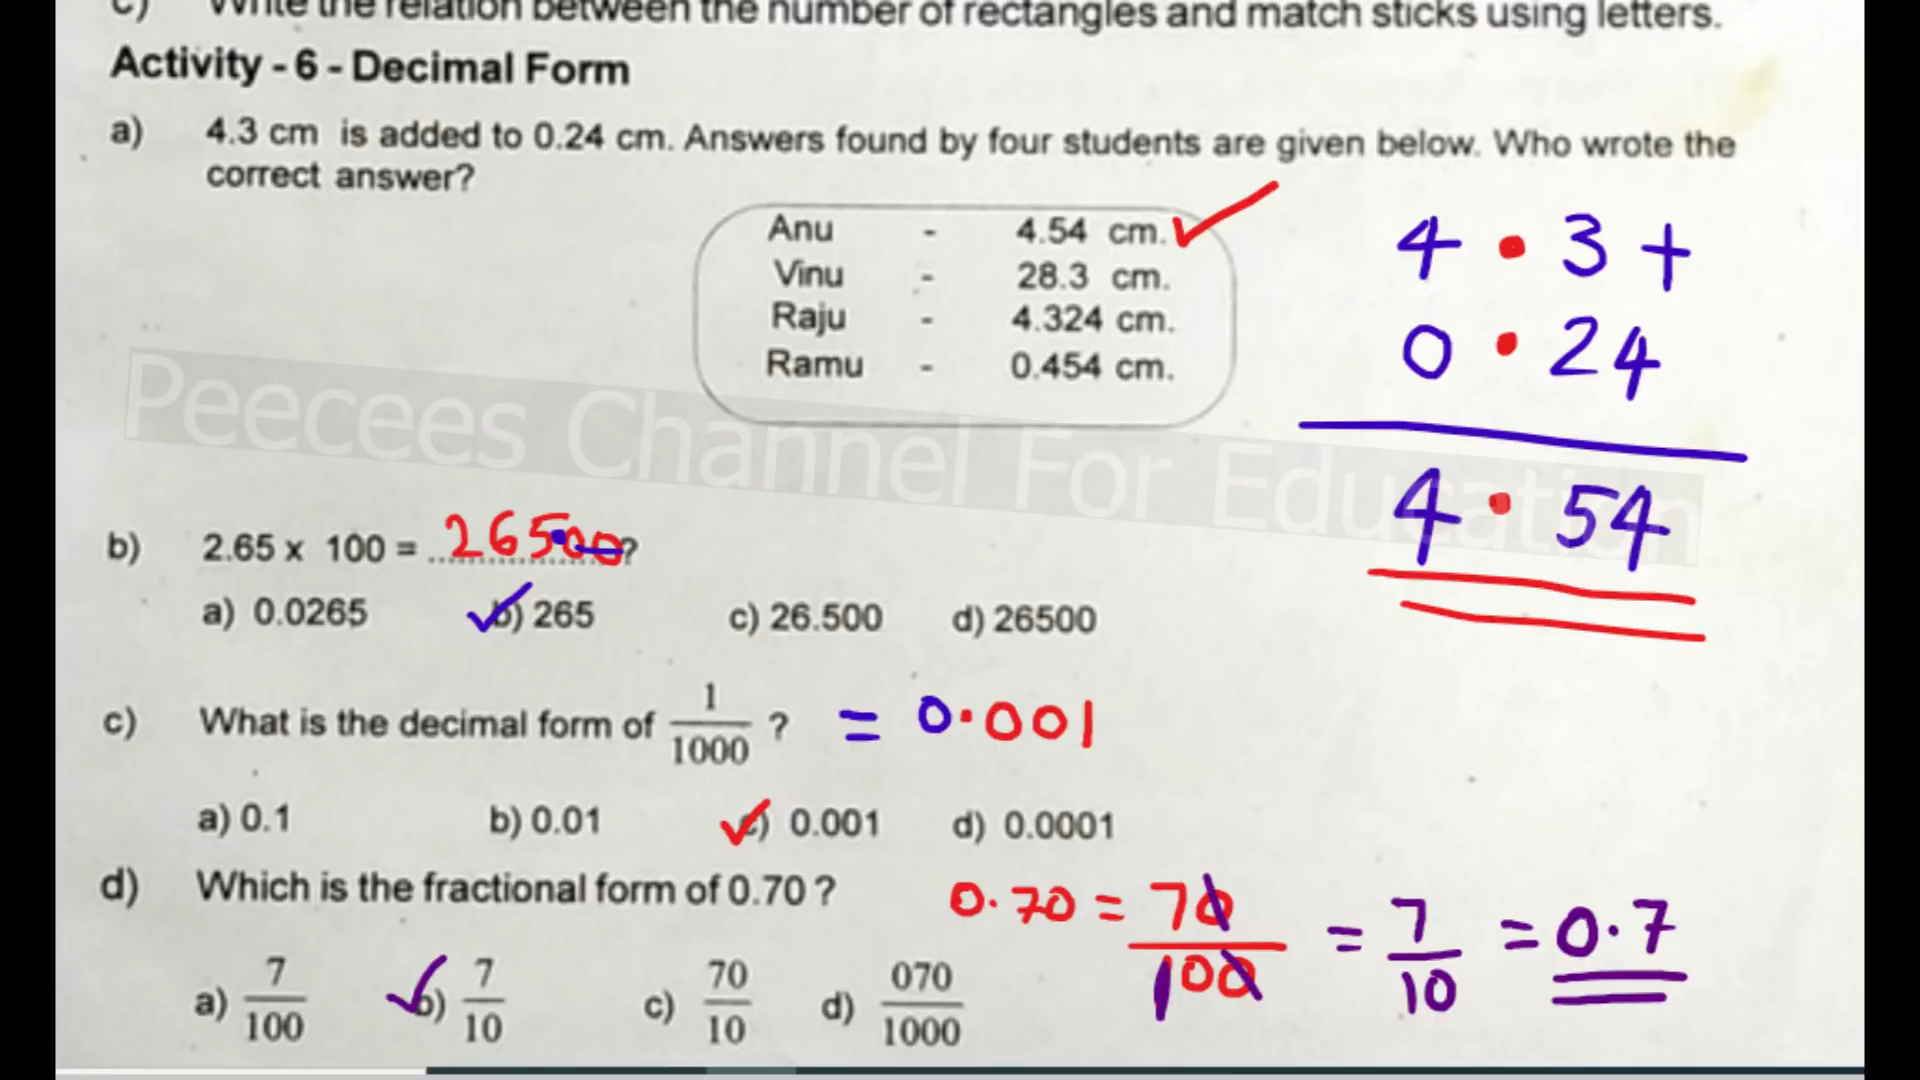 c) Write the relation between the number of rectangles and match sticks using letters.
Activity - 6 - Decimal Form
a) 4.3 cm is added to 0.24 cm. Answers found by four students are given below. Who wrote the
correct answer?
Anu - 4.54 cm.
Vinu - 28.3 cm.
Raju - 4.324 cm.
Ramu - 0.454 cm.
4.3 +
0.24
4.54
Peecees Channel For Education
b) 2.65 x 100 = 265.00 ?
a) 0.0265 b) 265 c) 26.500 d) 26500
c) What is the decimal form of 1/1000 ? = 0.001
a) 0.1 b) 0.01 c) 0.001 d) 0.0001
d) Which is the fractional form of 0.70 ?
0.70 = 70/100 = 7/10 = 0.7
a) 7/100 b) 7/10 c) 70/10 d) 070/1000